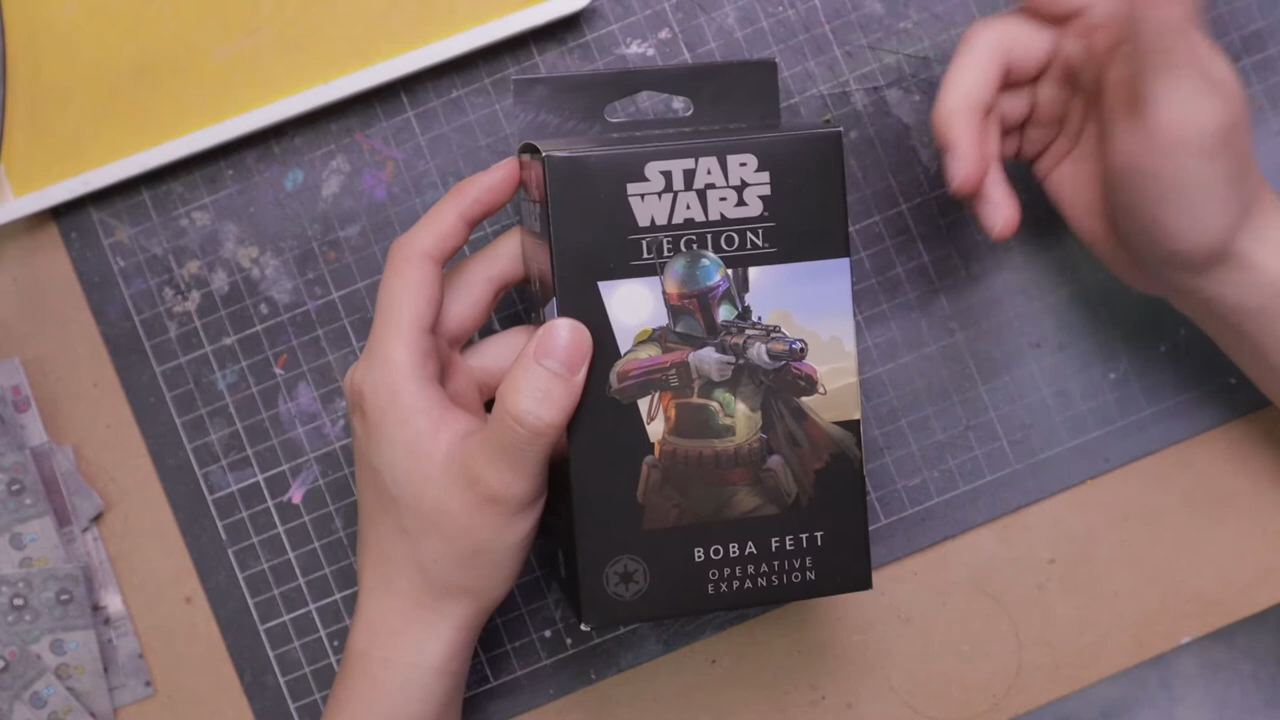 STAR
WARS
LEGION
BOBA FETT
OPERATIVE
EXPANSION